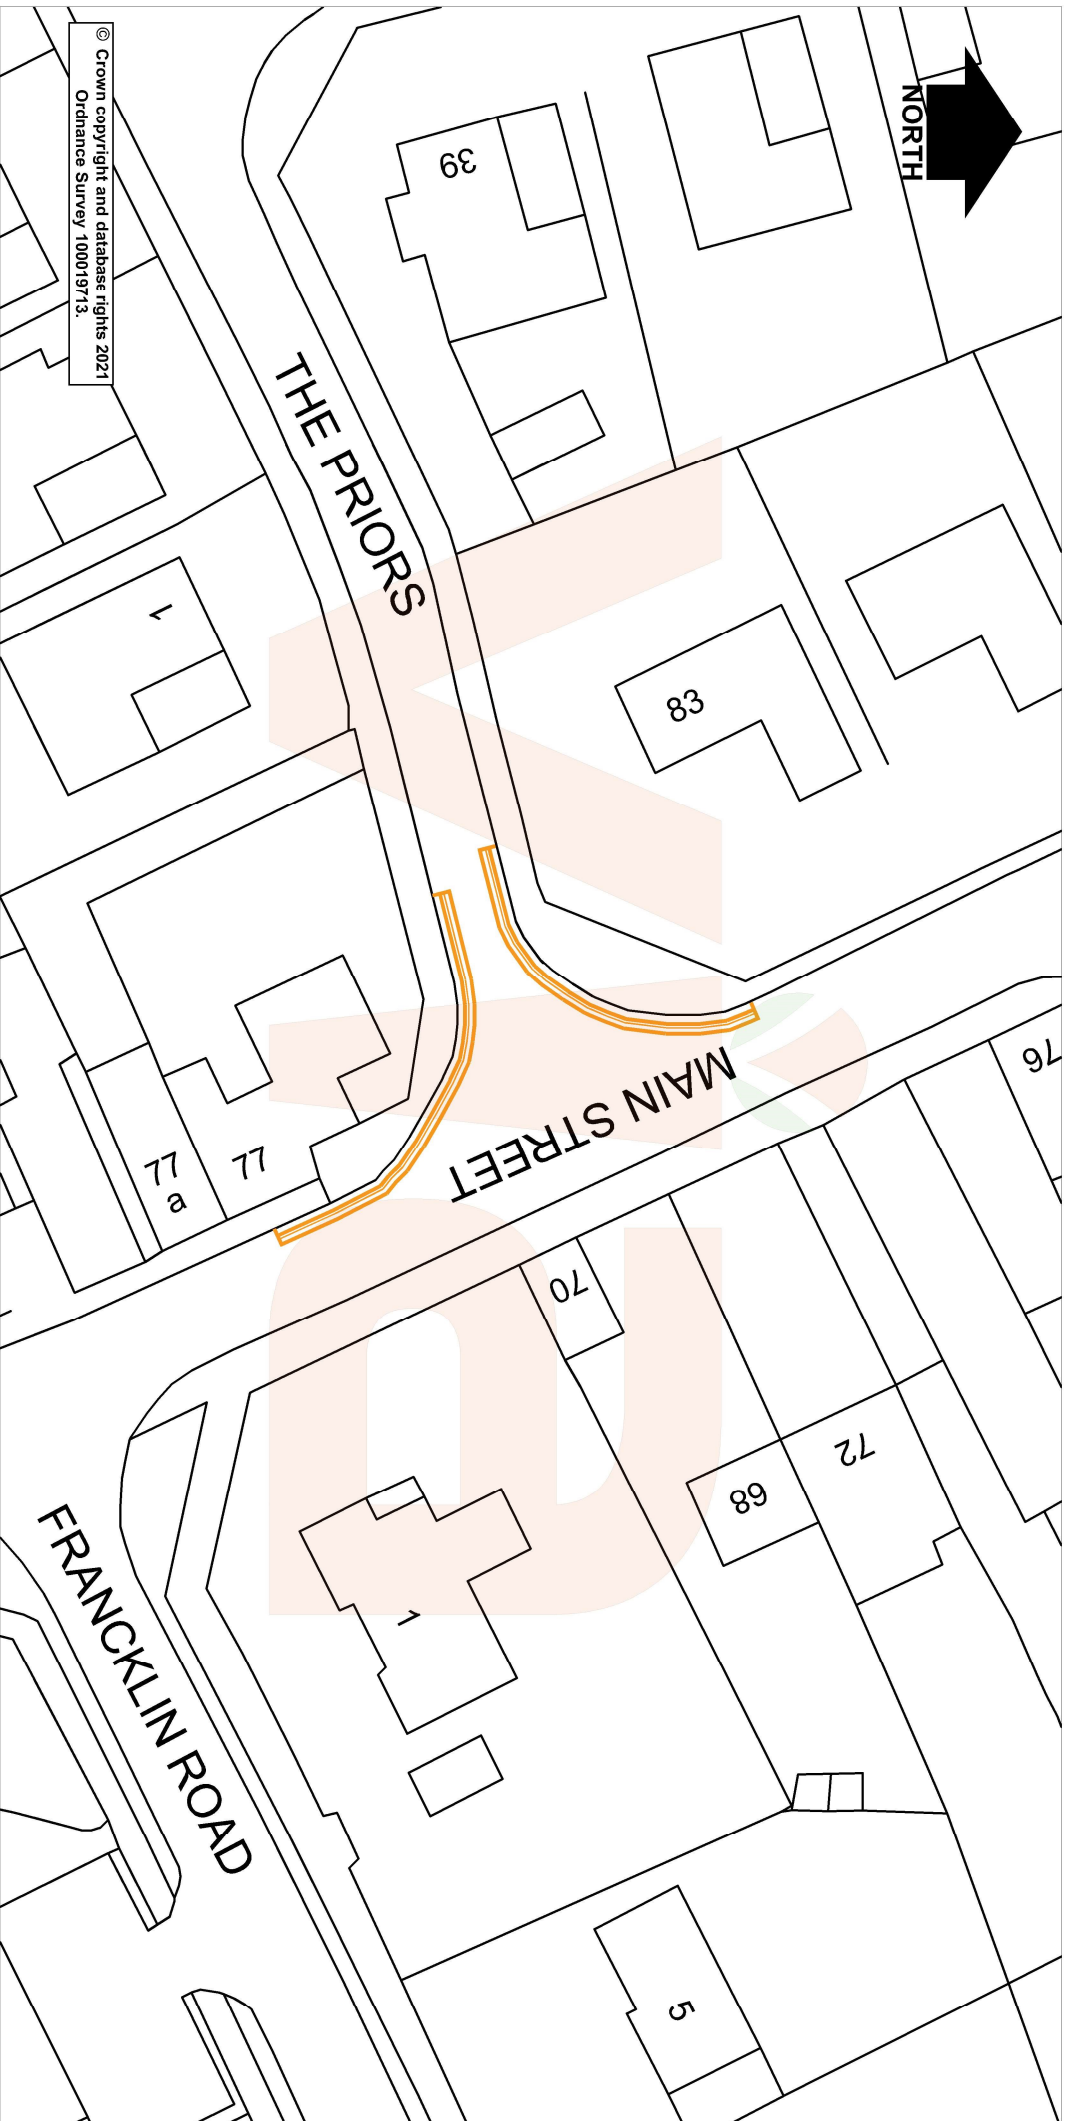 © Crown copyright and database rights 2021
Ordnance Survey 100019713.
NORTH
39
THE PRIORS
1
83
MAIN STREET
76
77
a
77
70
72
68
1
FRANCKLIN ROAD
5